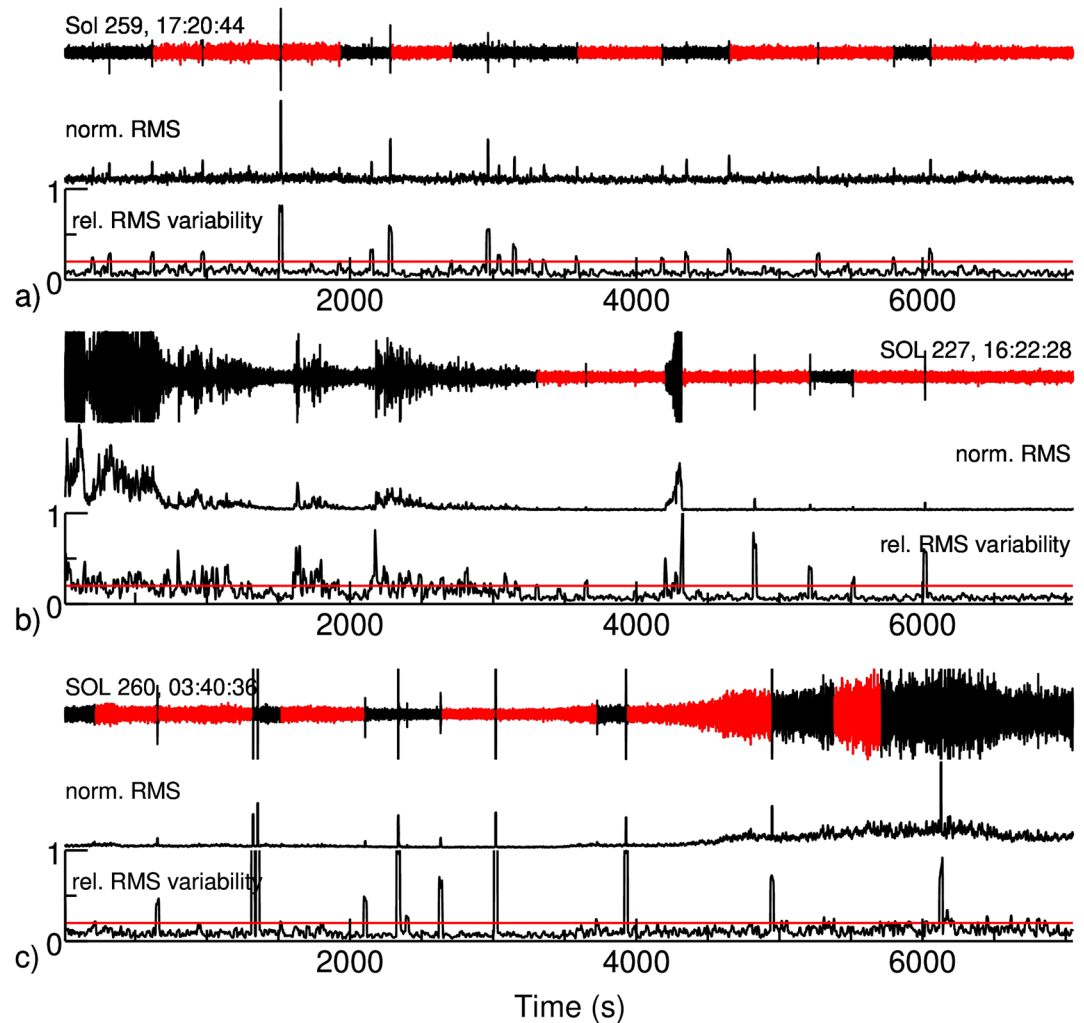 Sol 259, 17:20:44
norm. RMS
1
rel. RMS variability
0
a)
2000 4000 6000
SOL 227, 16:22:28
norm. RMS
1
rel. RMS variability
0
b)
2000 4000 6000
SOL 260, 03:40:36
norm. RMS
1
rel. RMS variability
0
c)
2000 4000 6000
Time (s)